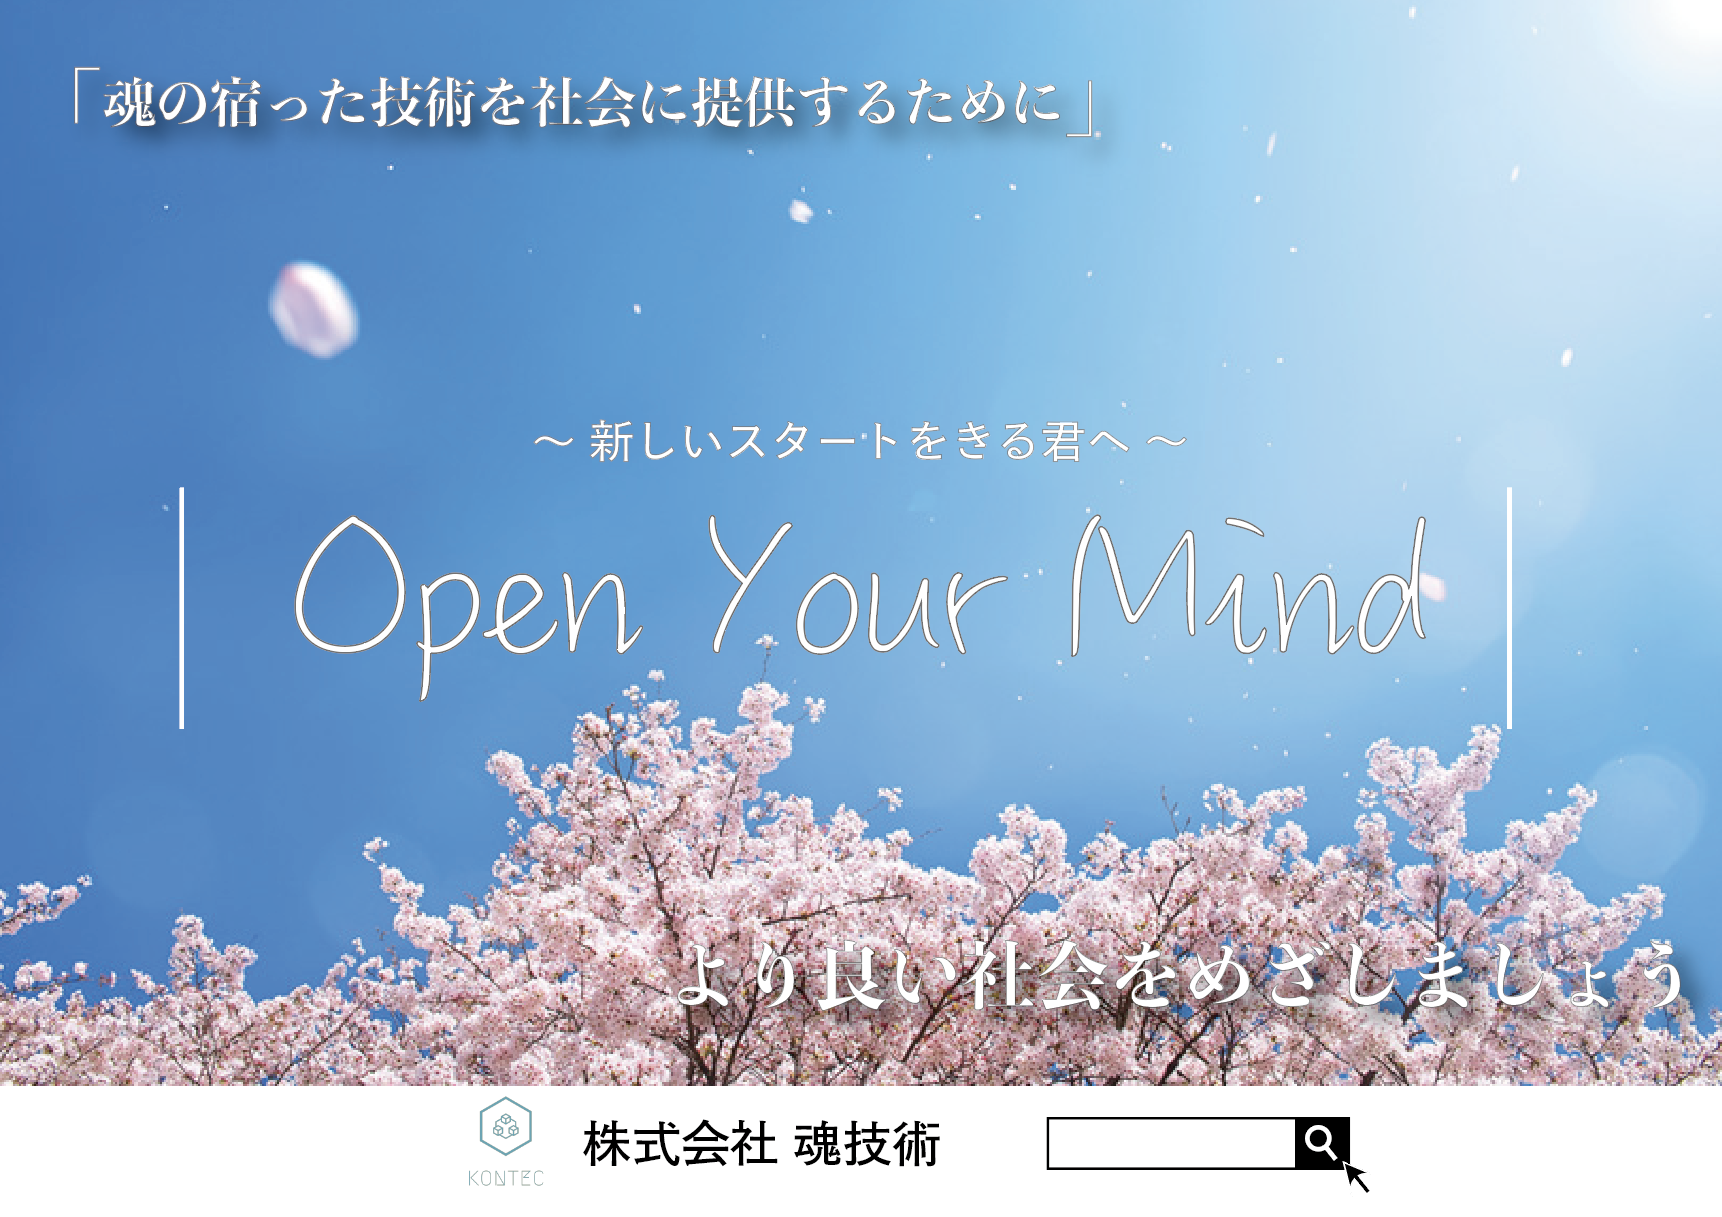 「魂の宿った技術を社会に提供するために」
～ 新しいスタートをきる君へ ～
Open Your Mind
より良い社会をめざしましょう
KONTEC
株式会社 魂技術